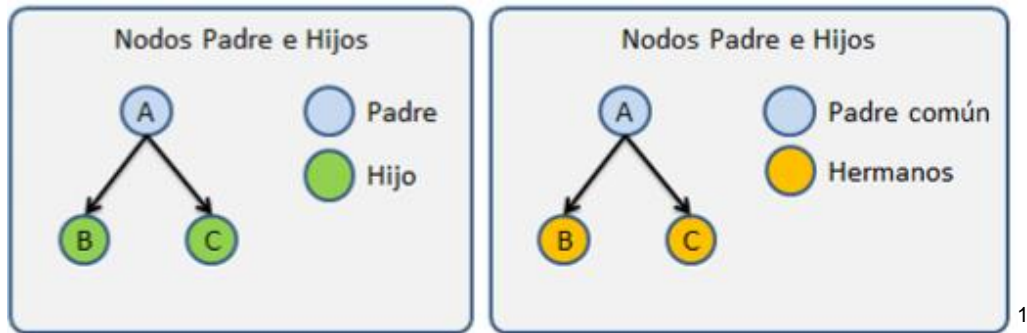 Nodos Padre e Hijos
A
Padre
Hijo
B
C
Nodos Padre e Hijos
A
Padre común
Hermanos
B
C
1